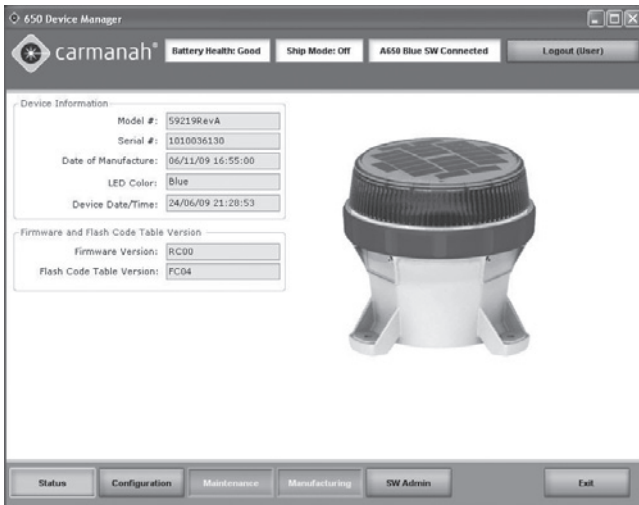 650 Device Manager
carmanah®
Battery Health: Good
Ship Mode: Off
A650 Blue SW Connected
Logout (User)
Device Information
Model #: 59219RevA
Serial #: 1010036130
Date of Manufacture: 06/11/09 16:55:00
LED Color: Blue
Device Date/Time: 24/06/09 21:28:53
Firmware and Flash Code Table Version
Firmware Version: RC00
Flash Code Table Version: FC04
Status
Configuration
Maintenance
Manufacturing
SW Admin
Exit